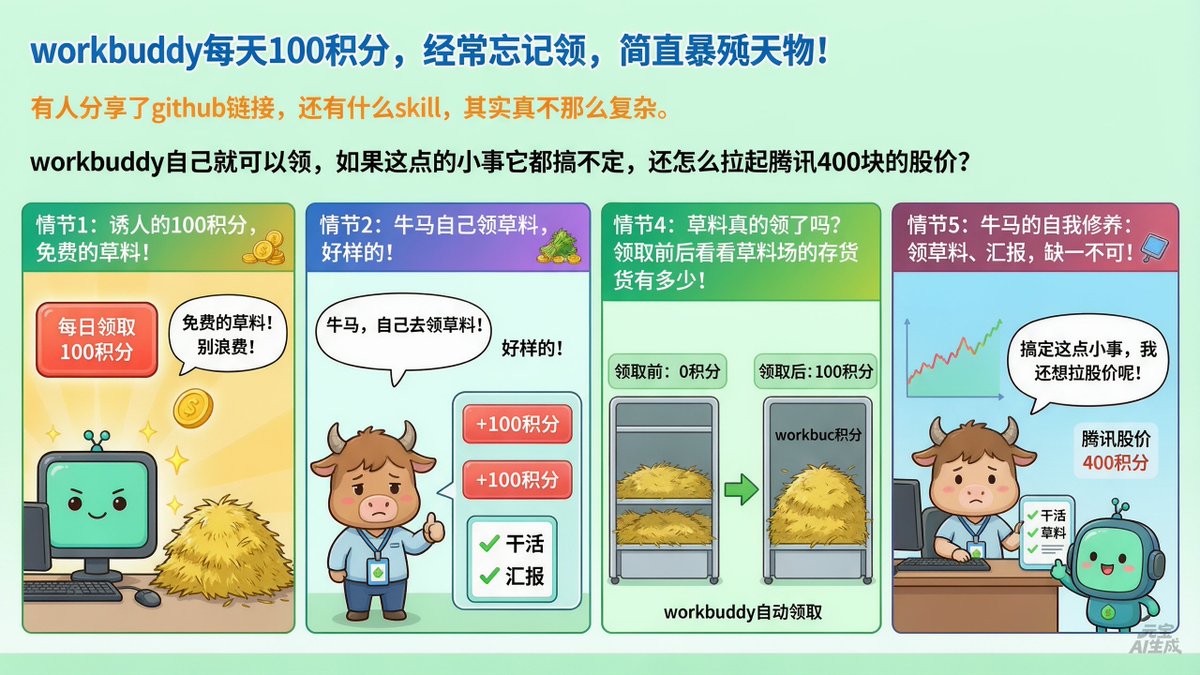 workbuddy每天100积分，经常忘记领，简直暴殄天物！
有人分享了github链接，还有什么skill，其实真不那么复杂。
workbuddy自己就可以领，如果这点的小事它都搞不定，还怎么拉起腾讯400块的股价？
情节1：诱人的100积分，
免费的草料！
每日领取
100积分
免费的草料！
别浪费！
情节2：牛马自己领草料，
好样的！
牛马，自己去领草料！
好样的！
+100积分
+100积分
干活
汇报
情节4：草料真的领了吗？
领取前后看看草料场的存货
货有多少！
领取前：0积分
领取后：100积分
workbuc积分
workbuddy自动领取
情节5：牛马的自我修养：
领草料、汇报，缺一不可！
搞定这点小事，我
还想拉股价呢！
腾讯股价
400积分
干活
草料
元宝
AI生成